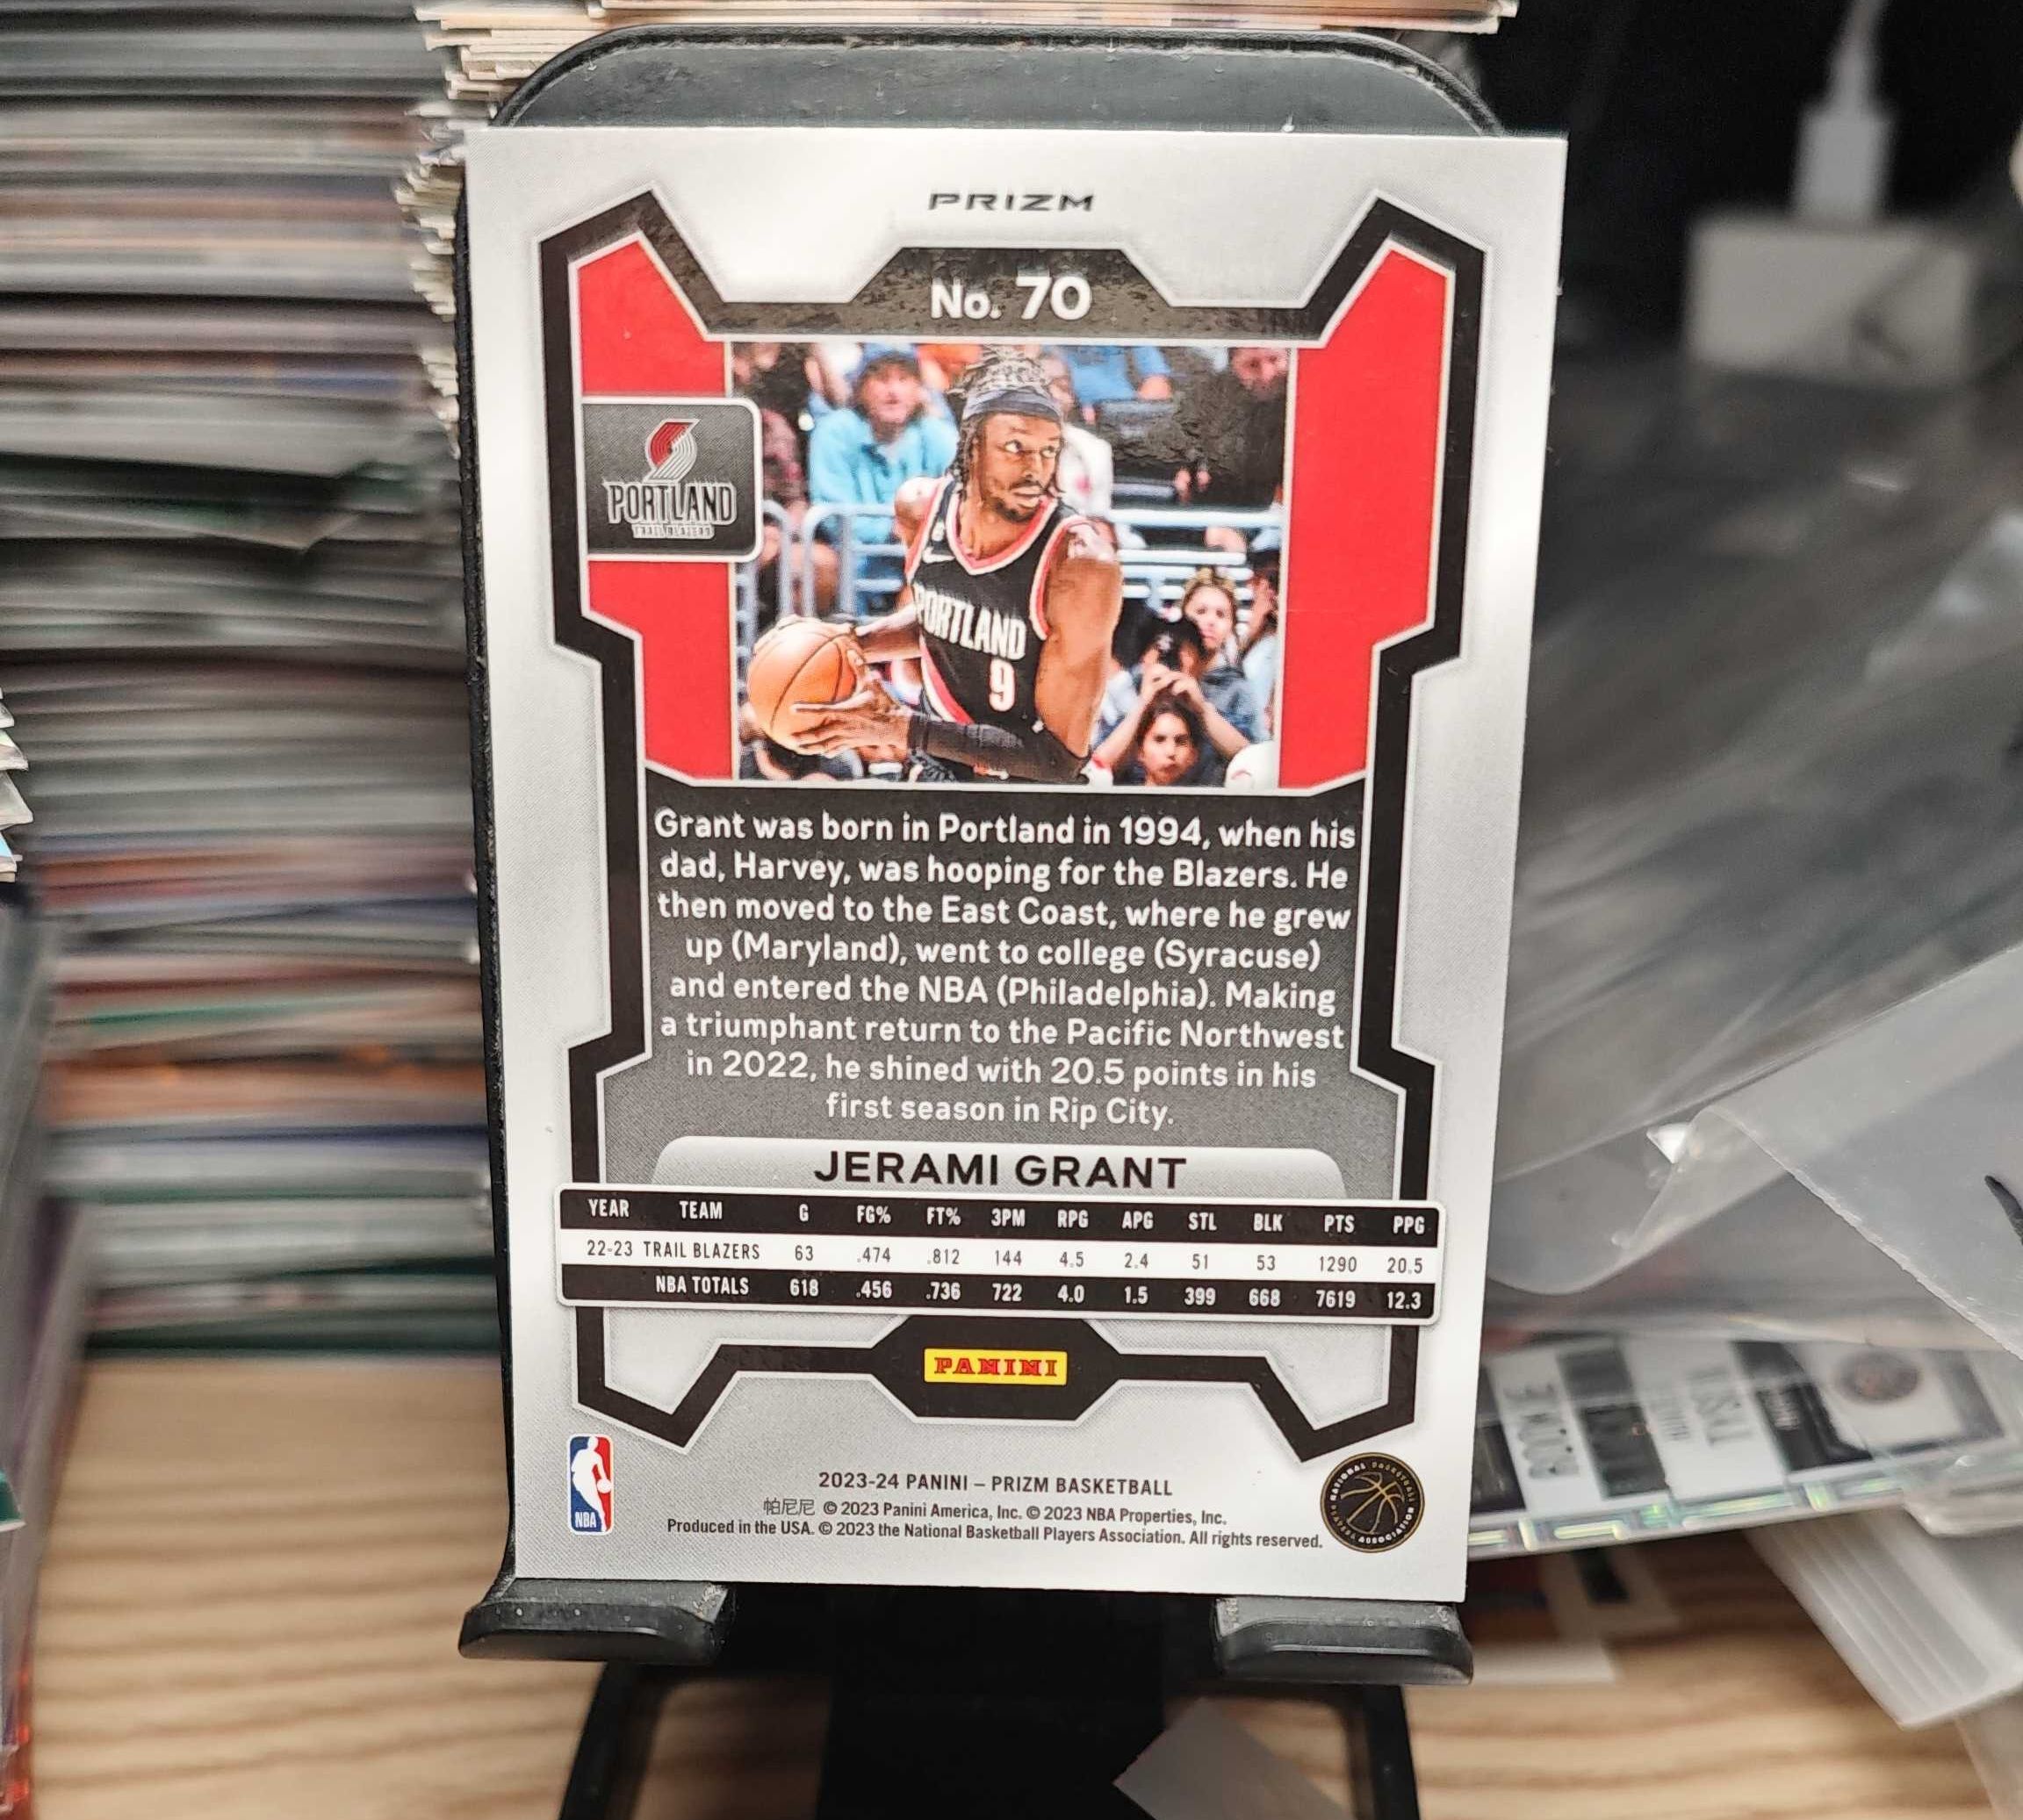 PRIZM
No. 70
PORTLAND
TRAIL BLAZERS
PORTLAND
9
Grant was born in Portland in 1994, when his
dad, Harvey, was hooping for the Blazers. He
then moved to the East Coast, where he grew
up (Maryland), went to college (Syracuse)
and entered the NBA (Philadelphia). Making
a triumphant return to the Pacific Northwest
in 2022, he shined with 20.5 points in his
first season in Rip City.
JERAMI GRANT
YEAR TEAM G FG% FT% 3PM RPG APG STL BLK PTS PPG
22-23 TRAIL BLAZERS 63 .474 .812 144 4.5 2.4 51 53 1290 20.5
NBA TOTALS 618 .456 .736 722 4.0 1.5 399 668 7619 12.3
PANINI
NBA
NATIONAL BASKETBALL PLAYERS ASSOCIATION
2023-24 PANINI – PRIZM BASKETBALL
帕尼尼 © 2023 Panini America, Inc. © 2023 NBA Properties, Inc.
Produced in the USA. © 2023 the National Basketball Players Association. All rights reserved.